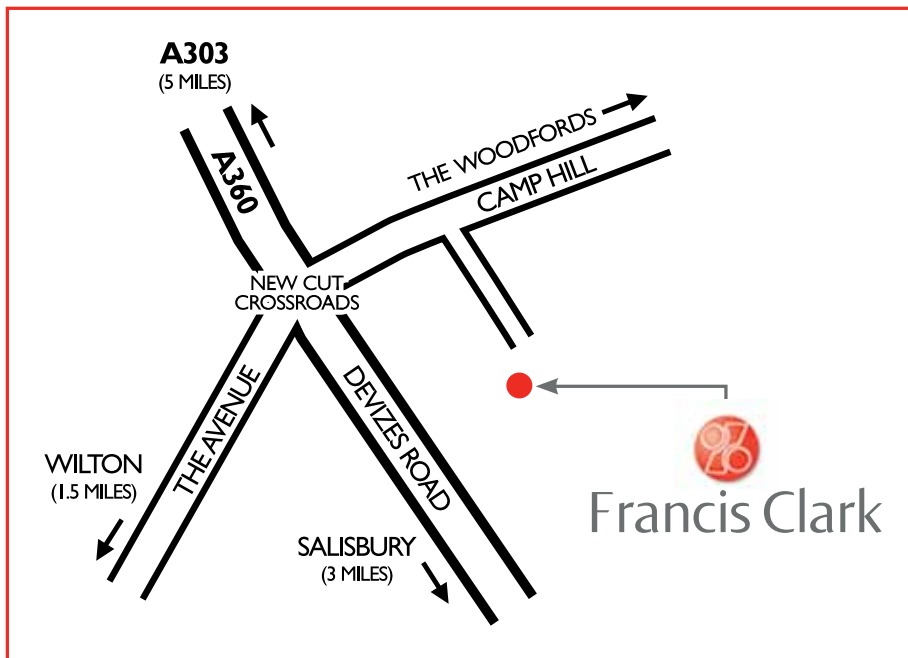 A303
(5 MILES)
A360
THE WOODFORDS
CAMP HILL
NEW CUT
CROSSROADS
THE AVENUE
DEVIZES ROAD
WILTON
(1.5 MILES)
SALISBURY
(3 MILES)
Francis Clark